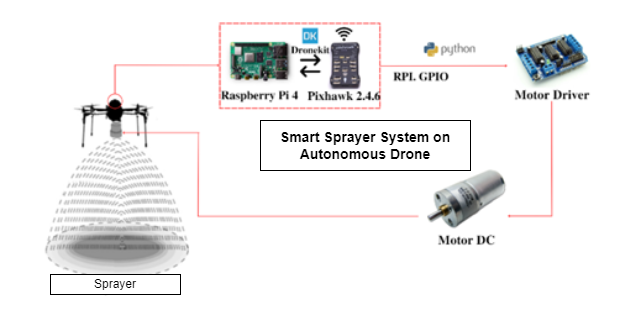 DK
Dronekit
python
Raspberry Pi 4
Pixhawk 2.4.6
RPI. GPIO
Motor Driver
Smart Sprayer System on
Autonomous Drone
Motor DC
Sprayer